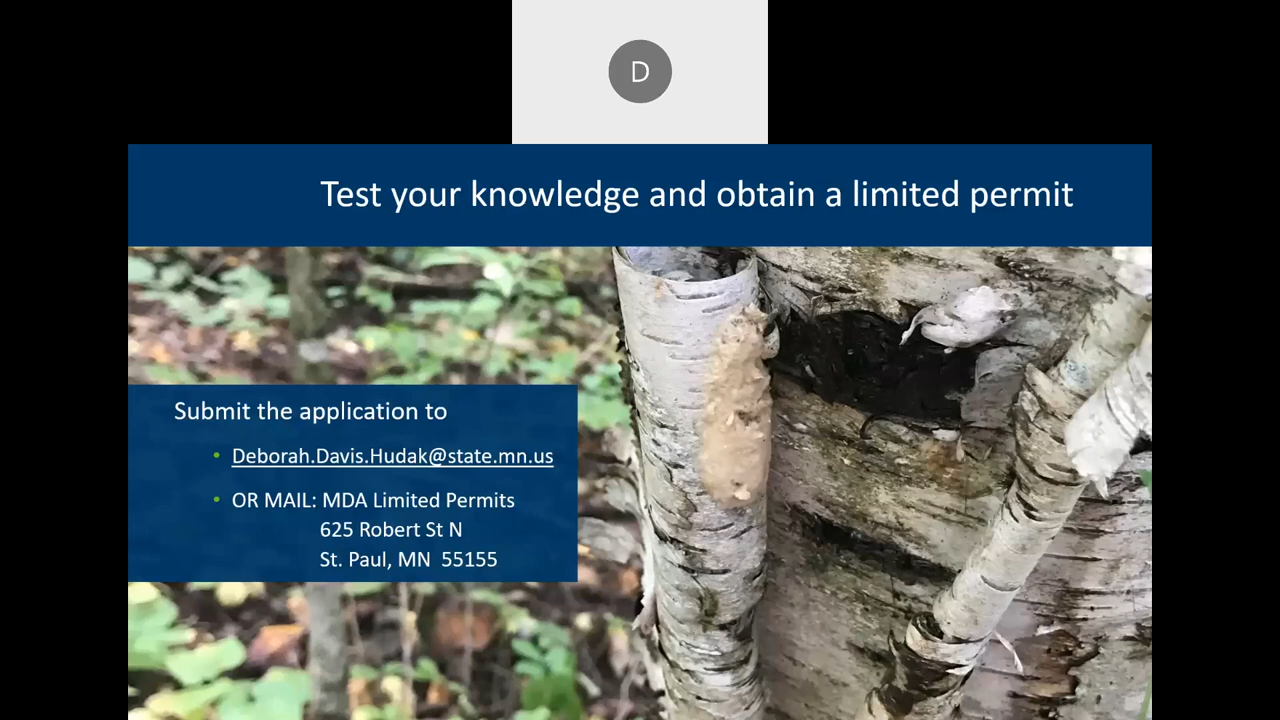 D
Test your knowledge and obtain a limited permit
Submit the application to
• Deborah.Davis.Hudak@state.mn.us
• OR MAIL: MDA Limited Permits
625 Robert St N
St. Paul, MN 55155